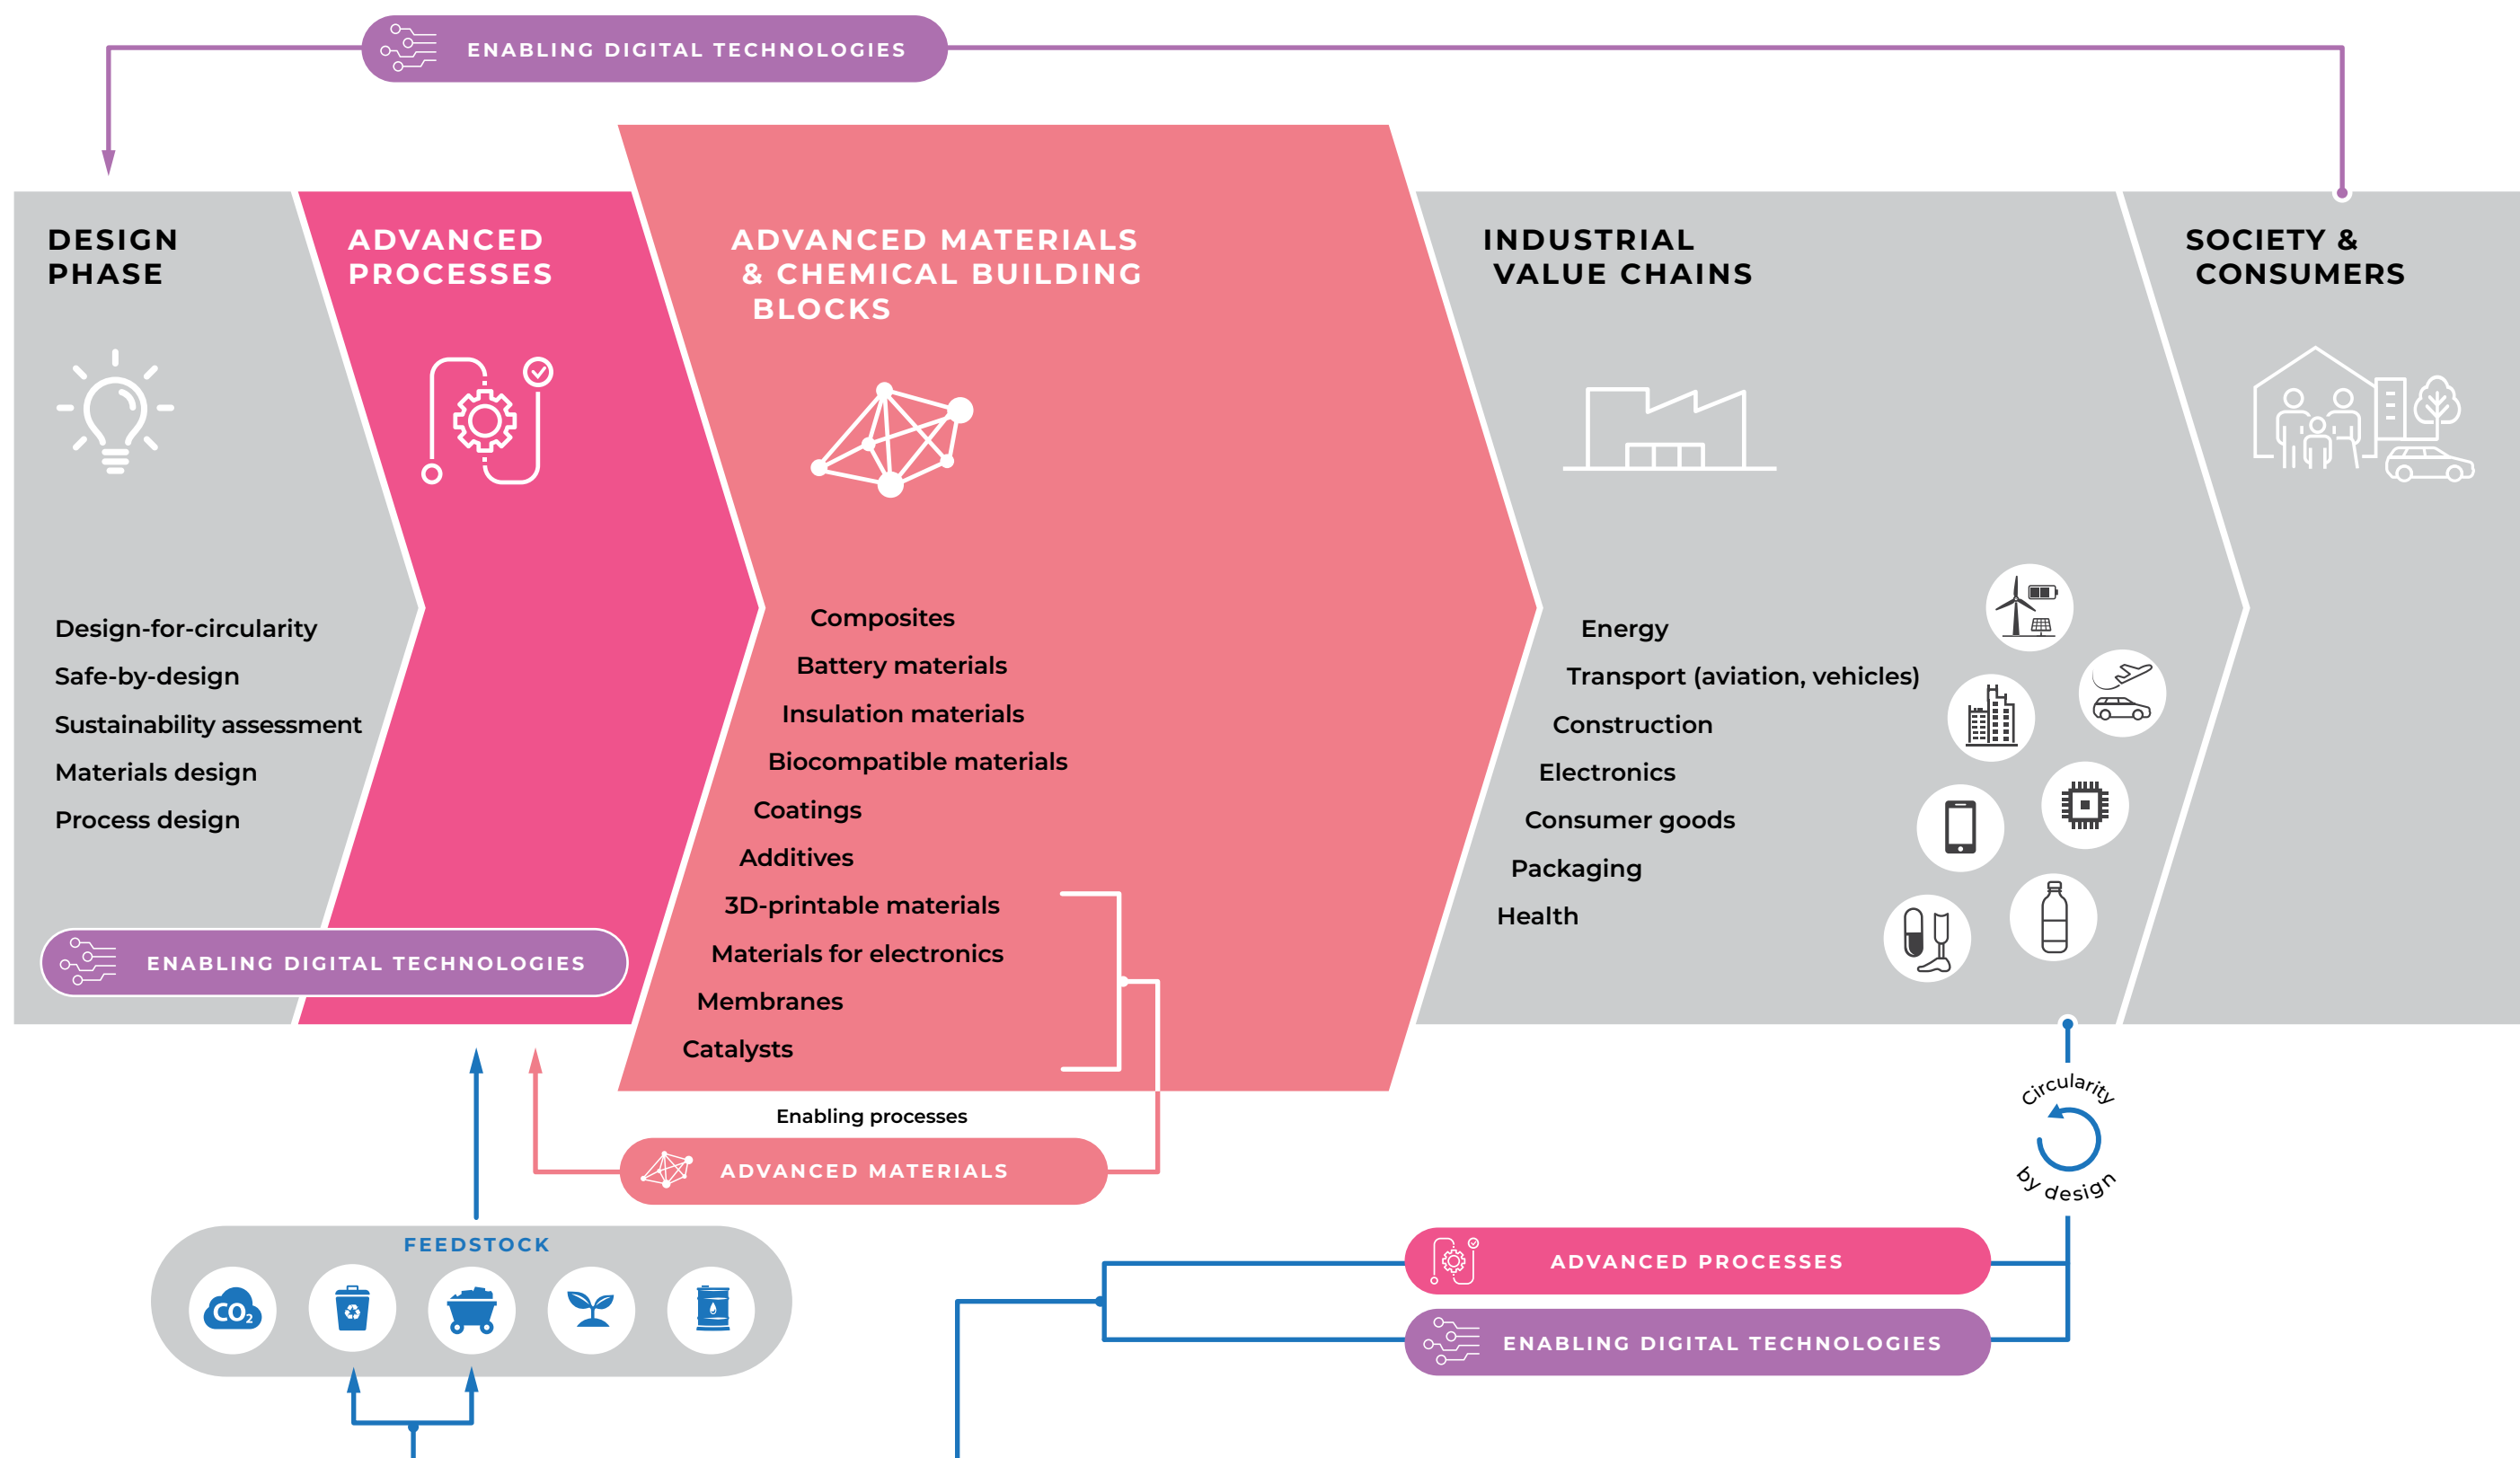 ENABLING DIGITAL TECHNOLOGIES
DESIGN
PHASE
Design-for-circularity
Safe-by-design
Sustainability assessment
Materials design
Process design
ADVANCED
PROCESSES
ENABLING DIGITAL TECHNOLOGIES
ADVANCED MATERIALS
& CHEMICAL BUILDING
BLOCKS
Composites
Battery materials
Insulation materials
Biocompatible materials
Coatings
Additives
3D-printable materials
Materials for electronics
Membranes
Catalysts
INDUSTRIAL
VALUE CHAINS
Energy
Transport (aviation, vehicles)
Construction
Electronics
Consumer goods
Packaging
Health
SOCIETY &
CONSUMERS
Enabling processes
ADVANCED MATERIALS
FEEDSTOCK
CO₂
Circularity
by design
ADVANCED PROCESSES
ENABLING DIGITAL TECHNOLOGIES